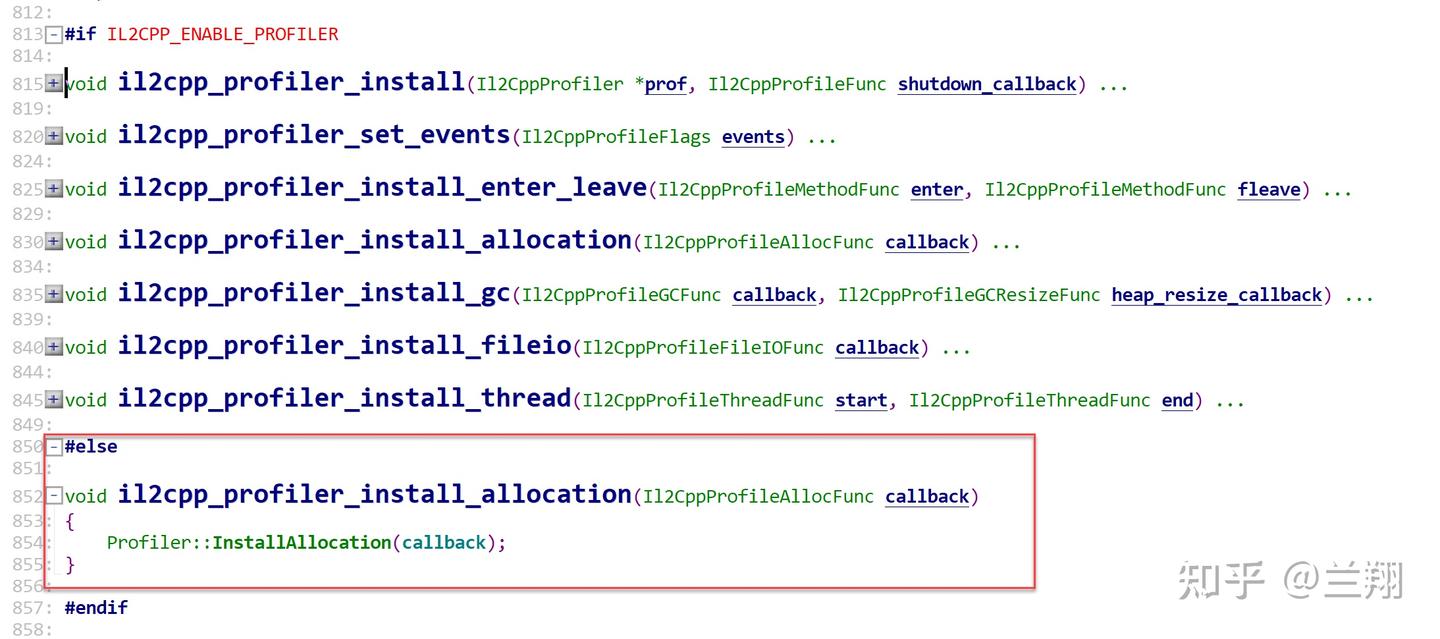 812:
813 #if IL2CPP_ENABLE_PROFILER
814:
815 void il2cpp_profiler_install(Il2CppProfiler *prof, Il2CppProfileFunc shutdown_callback) ...
819:
820 void il2cpp_profiler_set_events(Il2CppProfileFlags events) ...
824:
825 void il2cpp_profiler_install_enter_leave(Il2CppProfileMethodFunc enter, Il2CppProfileMethodFunc fleave) ...
829:
830 void il2cpp_profiler_install_allocation(Il2CppProfileAllocFunc callback) ...
834:
835 void il2cpp_profiler_install_gc(Il2CppProfileGCFunc callback, Il2CppProfileGCResizeFunc heap_resize_callback) ...
839:
840 void il2cpp_profiler_install_fileio(Il2CppProfileFileIOFunc callback) ...
844:
845 void il2cpp_profiler_install_thread(Il2CppProfileThreadFunc start, Il2CppProfileThreadFunc end) ...
849:
850 #else
851:
852 void il2cpp_profiler_install_allocation(Il2CppProfileAllocFunc callback)
853: {
854: Profiler::InstallAllocation(callback);
855: }
856:
857: #endif
858:
知乎 @兰翔